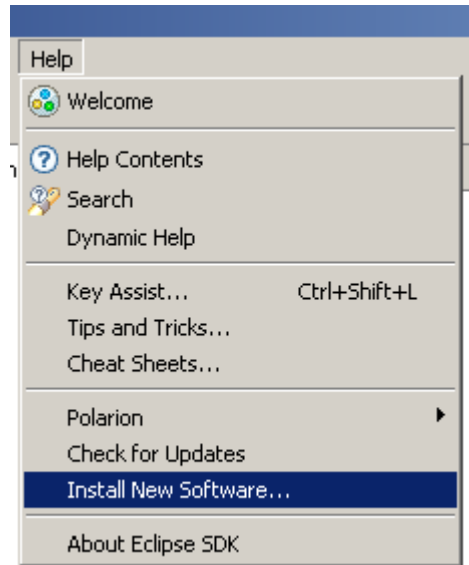 Help
Welcome
Help Contents
Search
Dynamic Help
Key Assist... Ctrl+Shift+L
Tips and Tricks...
Cheat Sheets...
Polarion
Check for Updates
Install New Software...
About Eclipse SDK